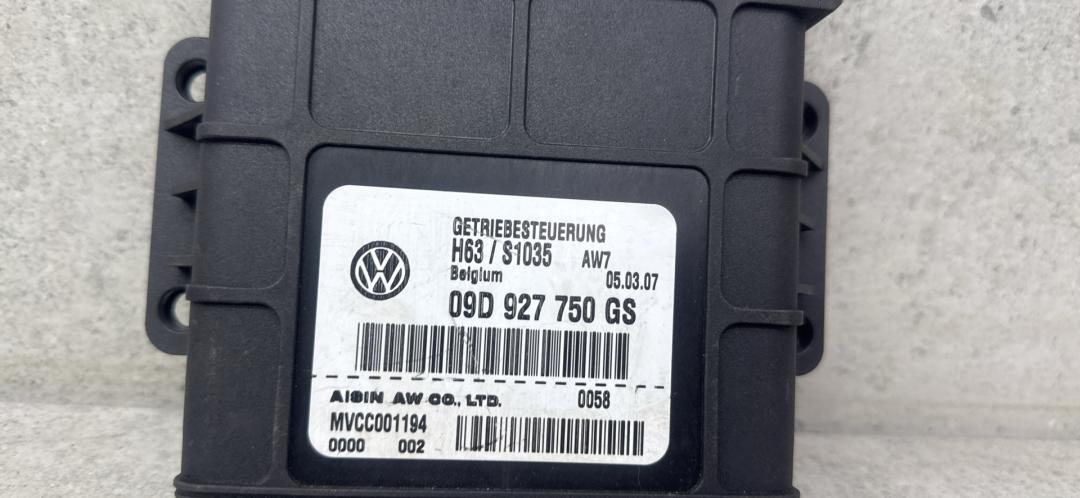 GETRIEBESTEUERUNG
H63 / S1035 AW7
Belgium 05.03.07
09D 927 750 GS
AISIN AW CO., LTD. 0058
MVCC001194
0000 002